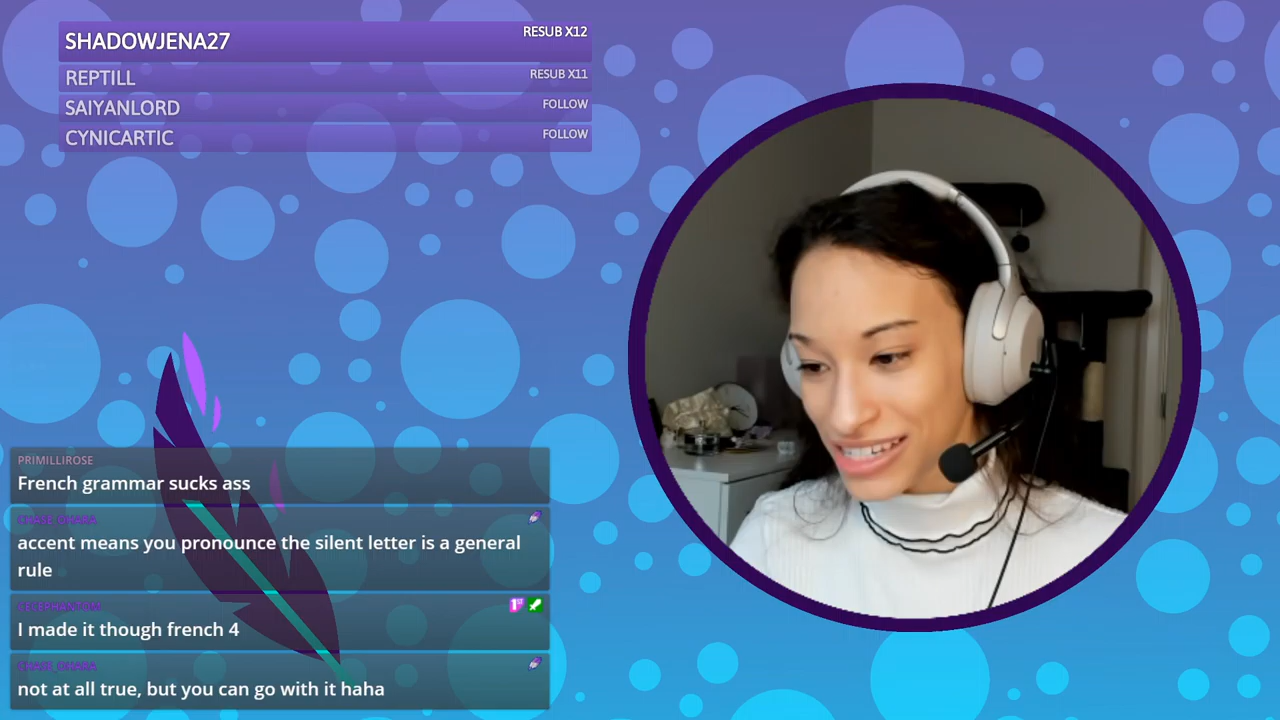 SHADOWJENA27 RESUB X12
REPTILL RESUB X11
SAIYANLORD FOLLOW
CYNICARTIC FOLLOW
PRIMILLIROSE
French grammar sucks ass
CHASE_OHARA
accent means you pronounce the silent letter is a general
rule
I made it though french 4
CHASE_OHARA
not at all true, but you can go with it haha